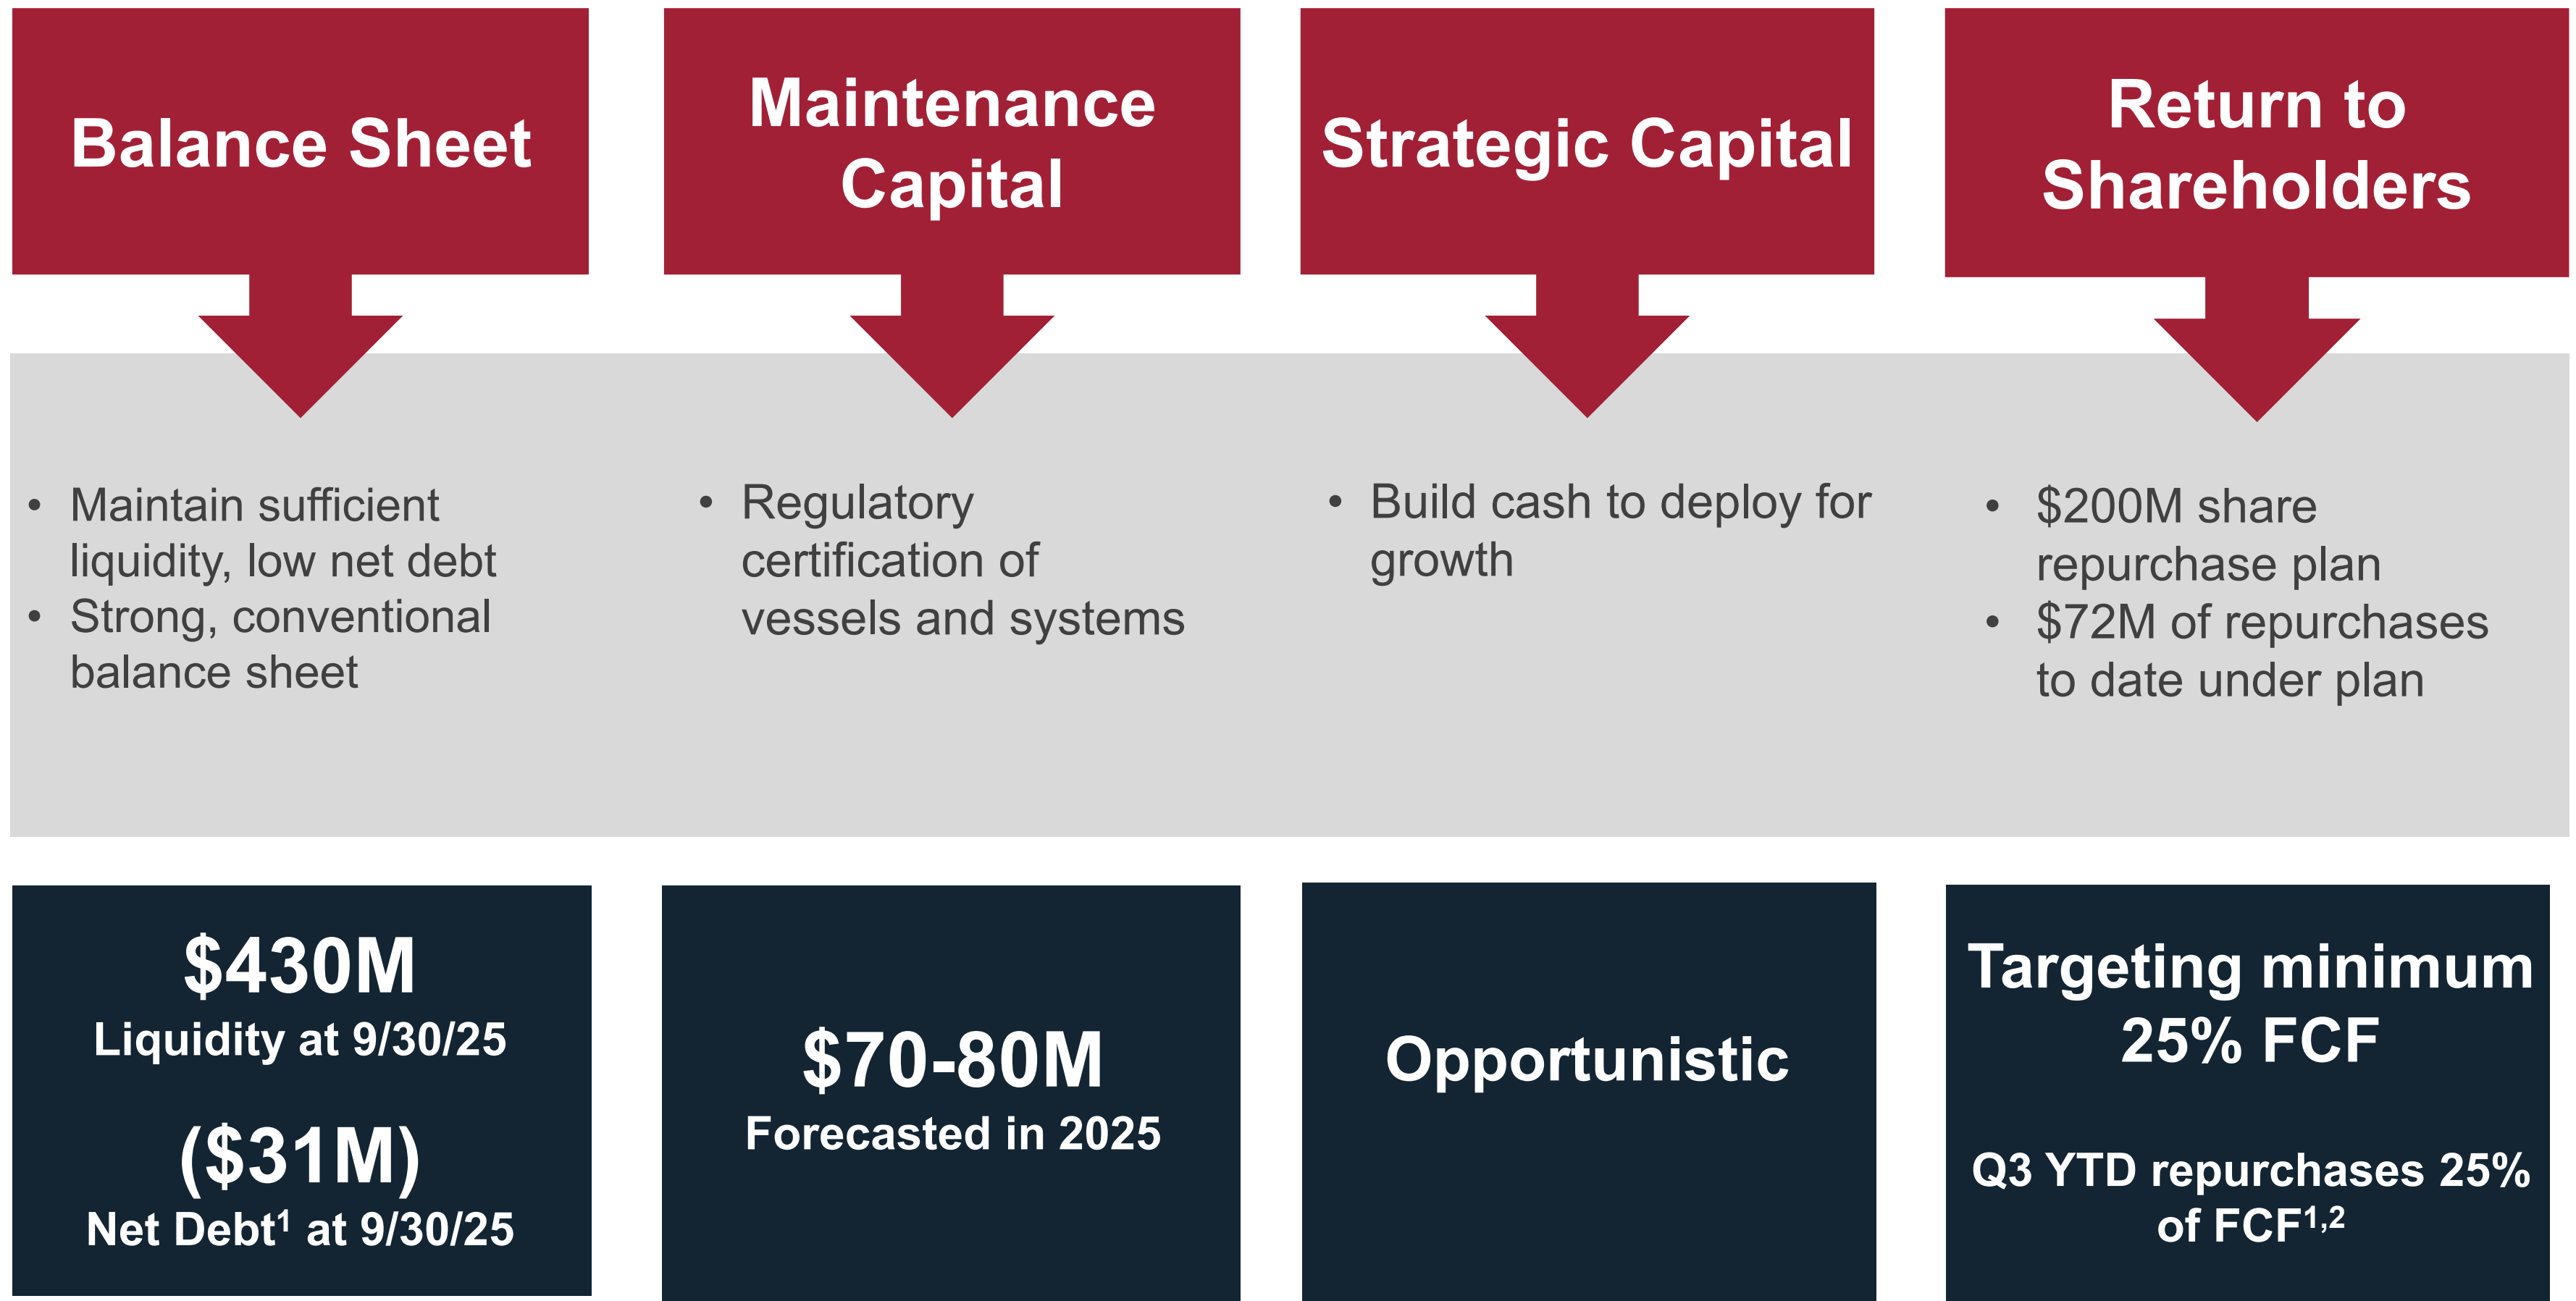 Balance Sheet
Maintenance
Capital
Strategic Capital
Return to
Shareholders
• Maintain sufficient
liquidity, low net debt
• Strong, conventional
balance sheet
• Regulatory
certification of
vessels and systems
• Build cash to deploy for
growth
• $200M share
repurchase plan
• $72M of repurchases
to date under plan
$430M
Liquidity at 9/30/25
($31M)
Net Debt¹ at 9/30/25
$70-80M
Forecasted in 2025
Opportunistic
Targeting minimum
25% FCF
Q3 YTD repurchases 25%
of FCF¹,²